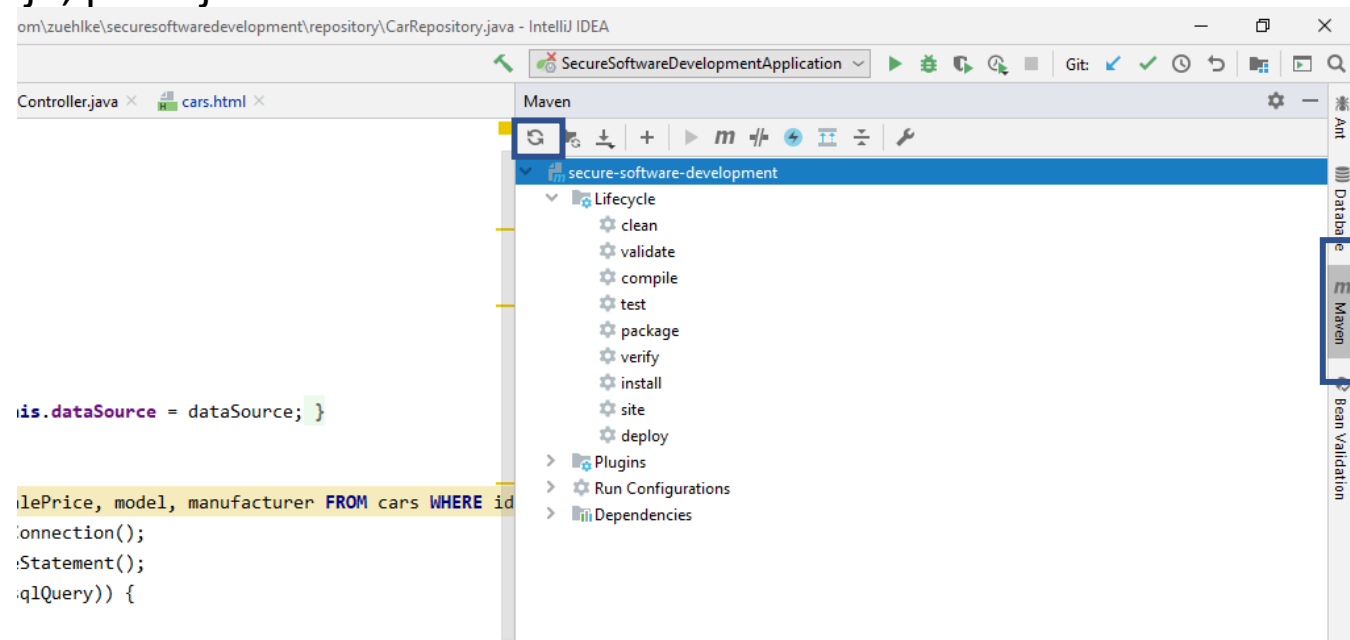 om\zuehlke\securesoftwaredevelopment\repository\CarRepository.java - IntelliJ IDEA
SecureSoftwareDevelopmentApplication
Git:
Controller.java
cars.html
Maven
m
secure-software-development
Lifecycle
clean
validate
compile
test
package
verify
install
site
deploy
Plugins
Run Configurations
Dependencies
is.dataSource = dataSource; }
lePrice, model, manufacturer FROM cars WHERE id
onnection();
eStatement();
sqlQuery)) {
Ant
Database
m Maven
Bean Validation